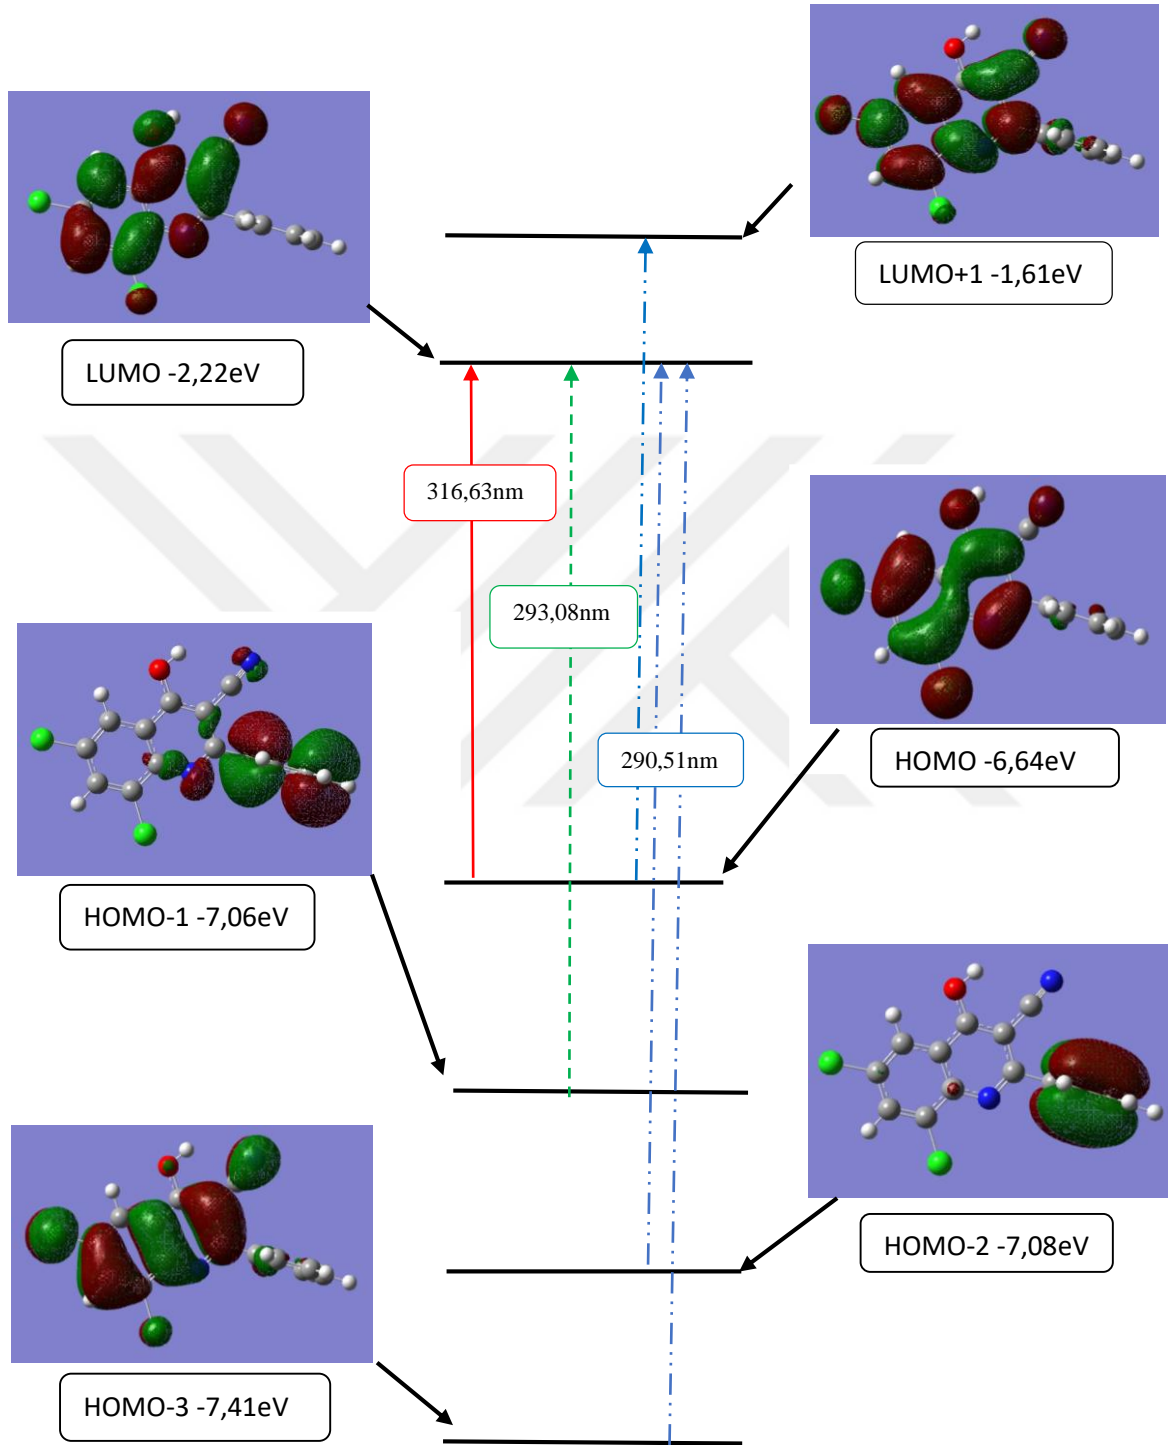 LUMO+1 -1,61eV
LUMO -2,22eV
316,63nm
293,08nm
290,51nm
HOMO -6,64eV
HOMO-1 -7,06eV
HOMO-2 -7,08eV
HOMO-3 -7,41eV